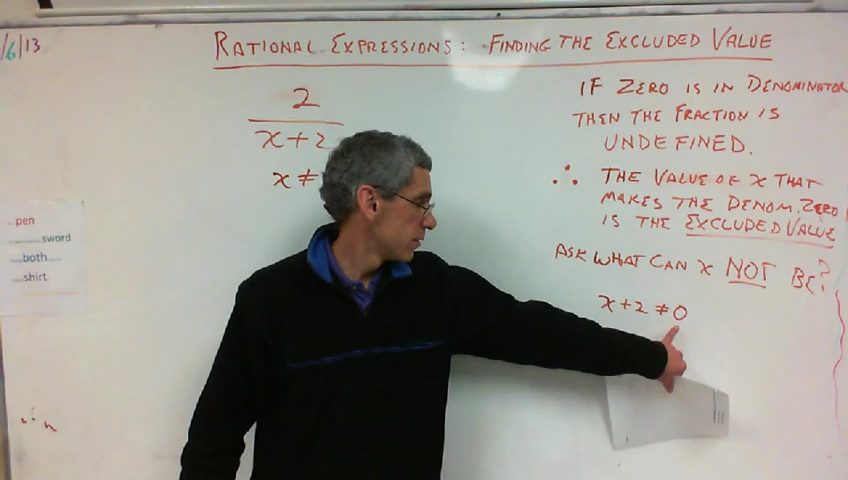 /6/13
RATIONAL EXPRESSIONS: FINDING THE EXCLUDED VALUE
2
x+2
x ≠
IF ZERO IS IN DENOMINATOR
THEN THE FRACTION IS
UNDEFINED.
∴ THE VALUE OF X THAT
MAKES THE DENOM. ZERO
IS THE EXCLUDED VALUE
ASK WHAT CAN X NOT BE?
x+2 ≠ 0
pen
sword
both
shirt